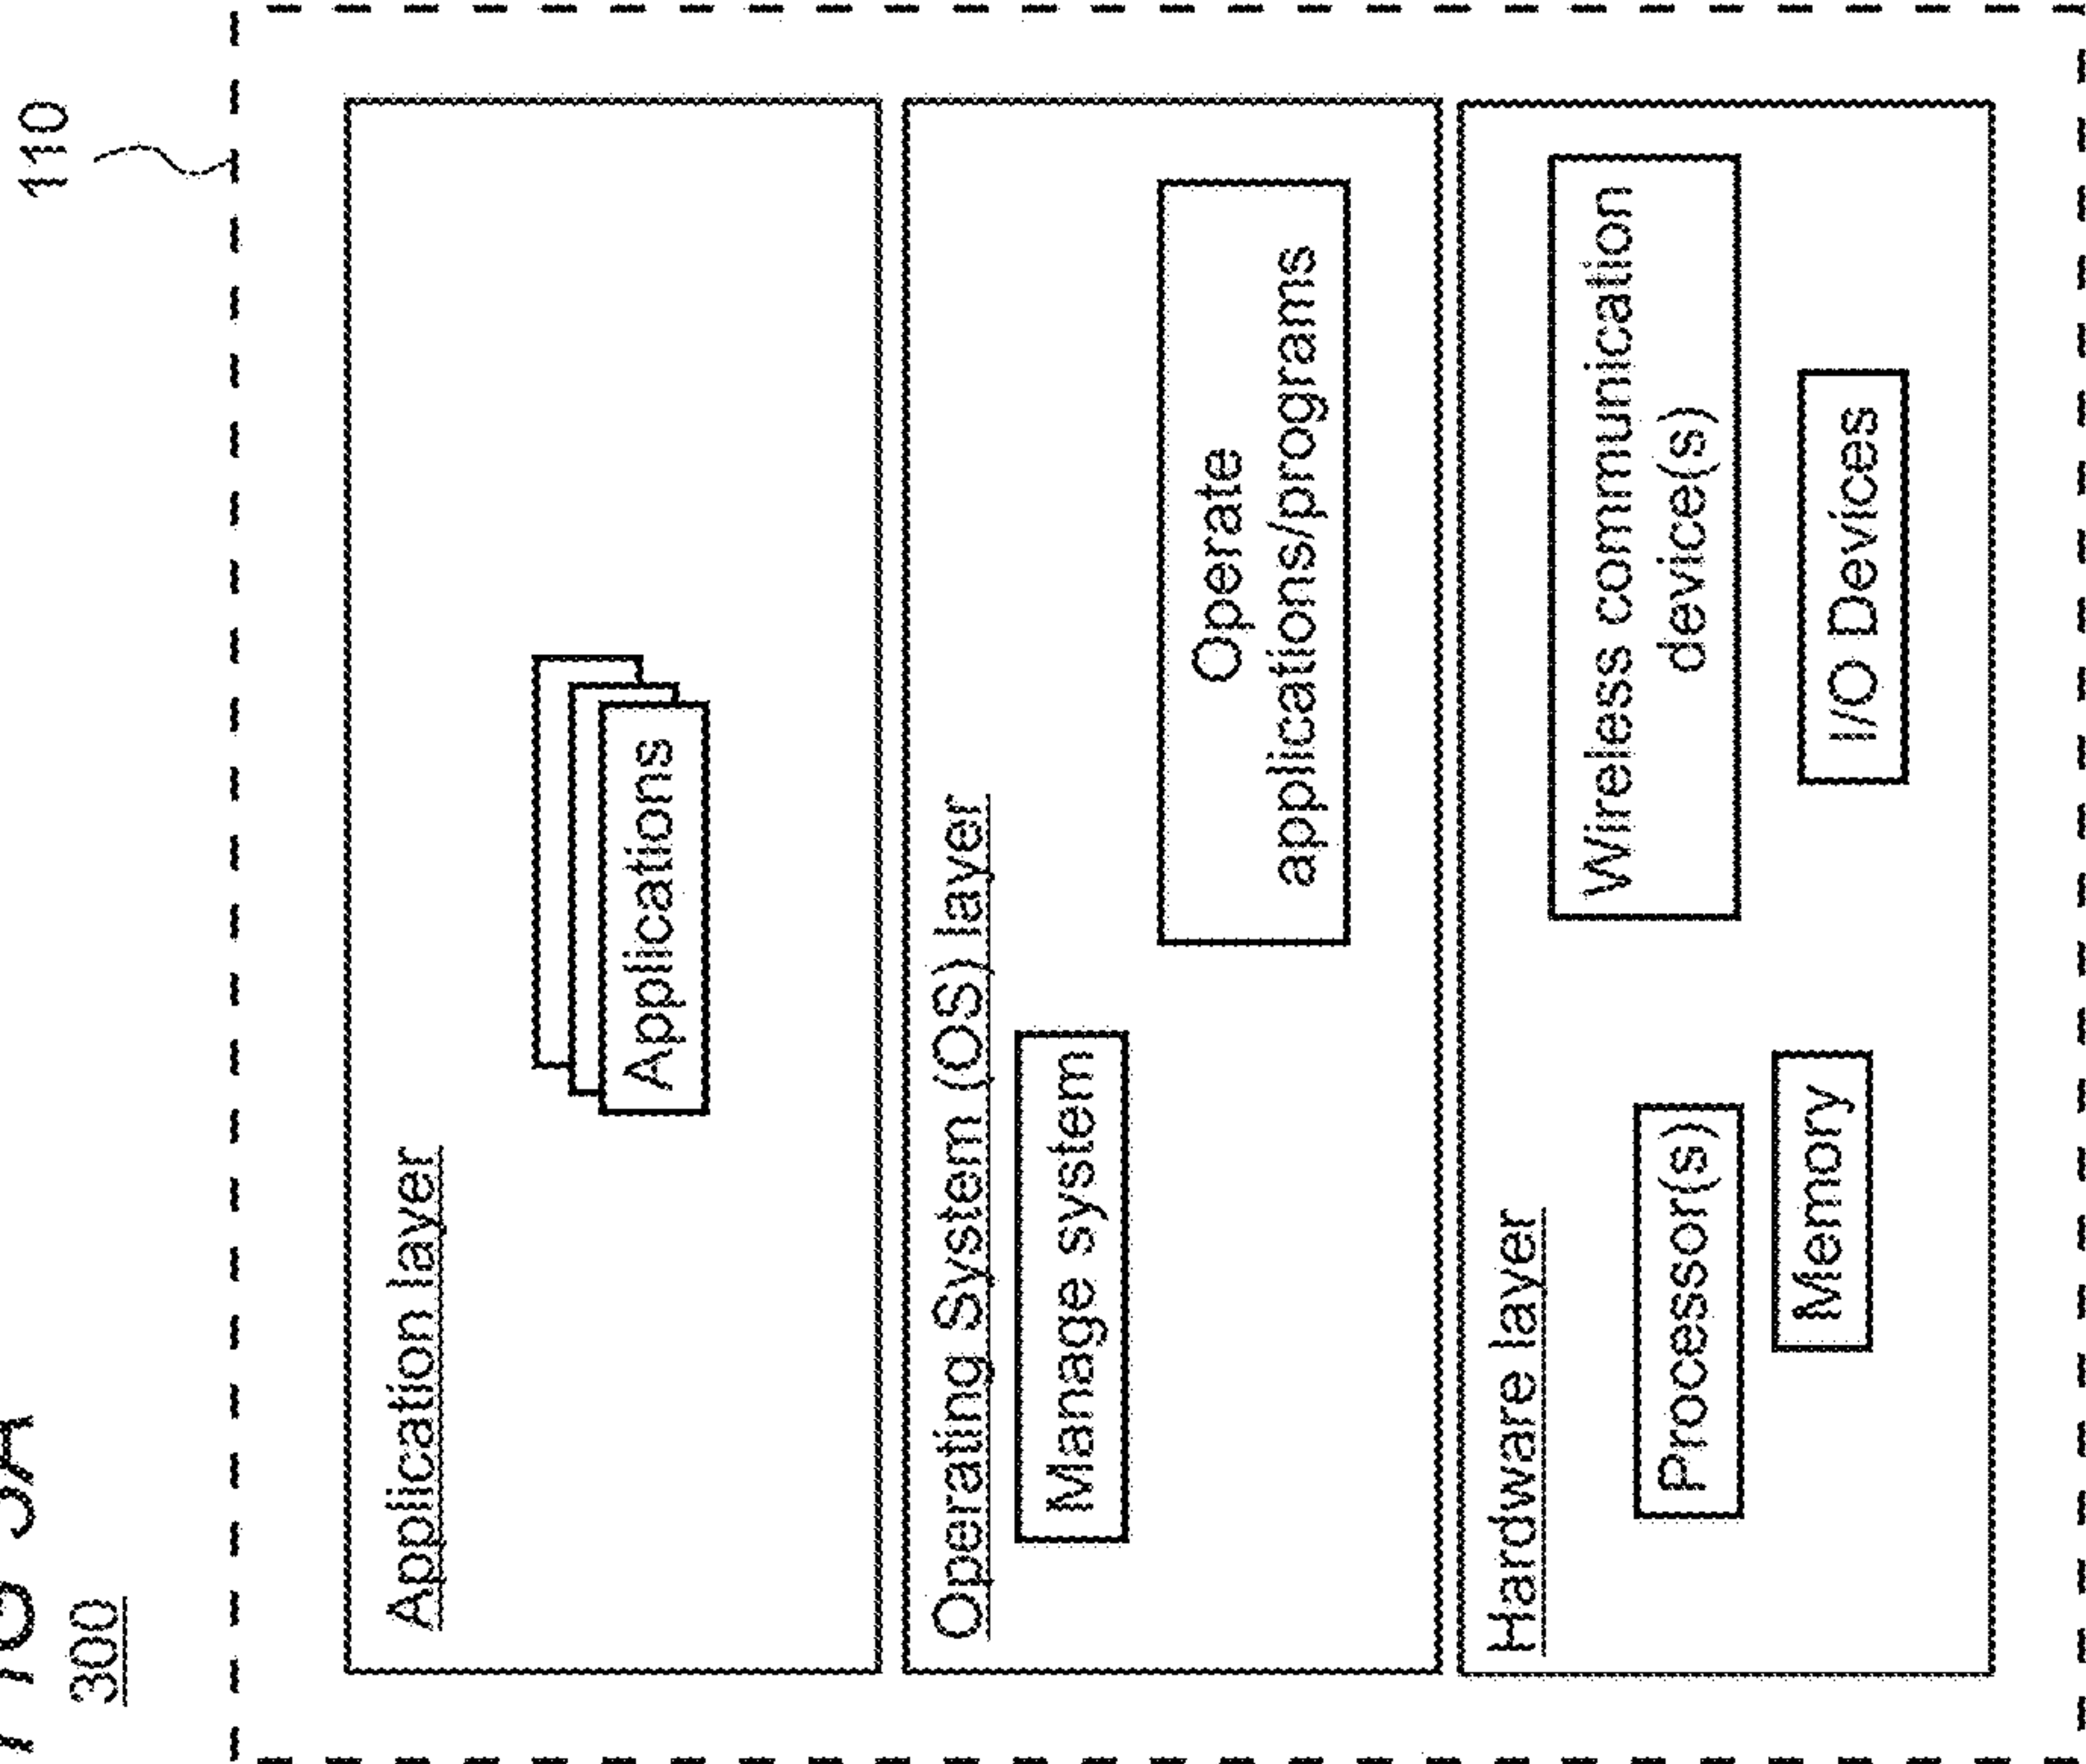 FIG 3A
300
110
Application layer
Applications
Operating System (OS) layer
Manage system
Operate
applications/programs
Hardware layer
Processor(s)
Memory
Wireless communication
device(s)
I/O Devices